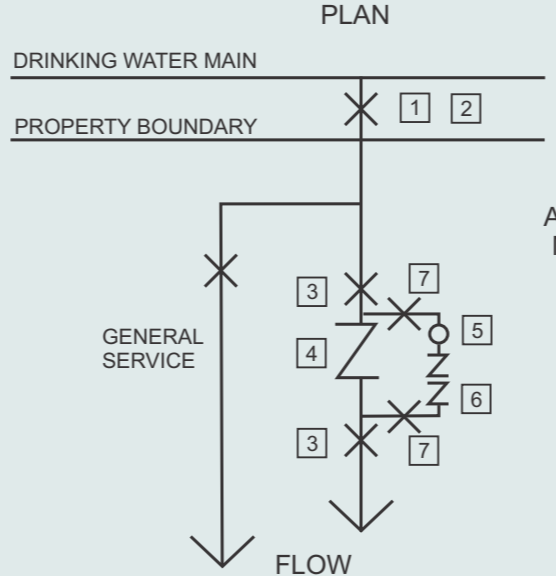 PLAN
DRINKING WATER MAIN
1 2
PROPERTY BOUNDARY
A
7
3
5
GENERAL
SERVICE
4
6
3
7
FLOW